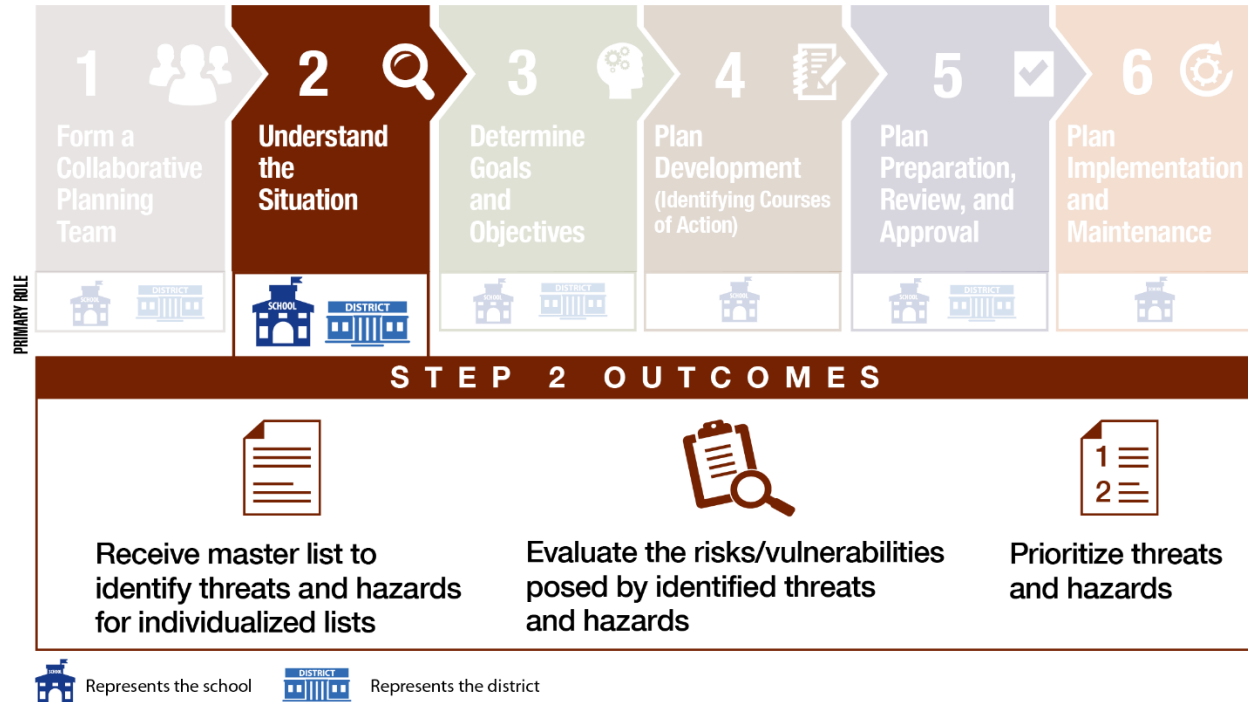 1
Form a
Collaborative
Planning
Team
2
Understand
the
Situation
3
Determine
Goals
and
Objectives
4
Plan
Development
(Identifying Courses
of Action)
5
Plan
Preparation,
Review, and
Approval
6
Plan
Implementation
and
Maintenance
PRIMARY ROLE
SCHOOL
DISTRICT
SCHOOL
DISTRICT
SCHOOL
DISTRICT
SCHOOL
SCHOOL
DISTRICT
SCHOOL
STEP 2 OUTCOMES
1
2
Receive master list to
identify threats and hazards
for individualized lists
Evaluate the risks/vulnerabilities
posed by identified threats
and hazards
Prioritize threats
and hazards
SCHOOL
Represents the school
DISTRICT
Represents the district